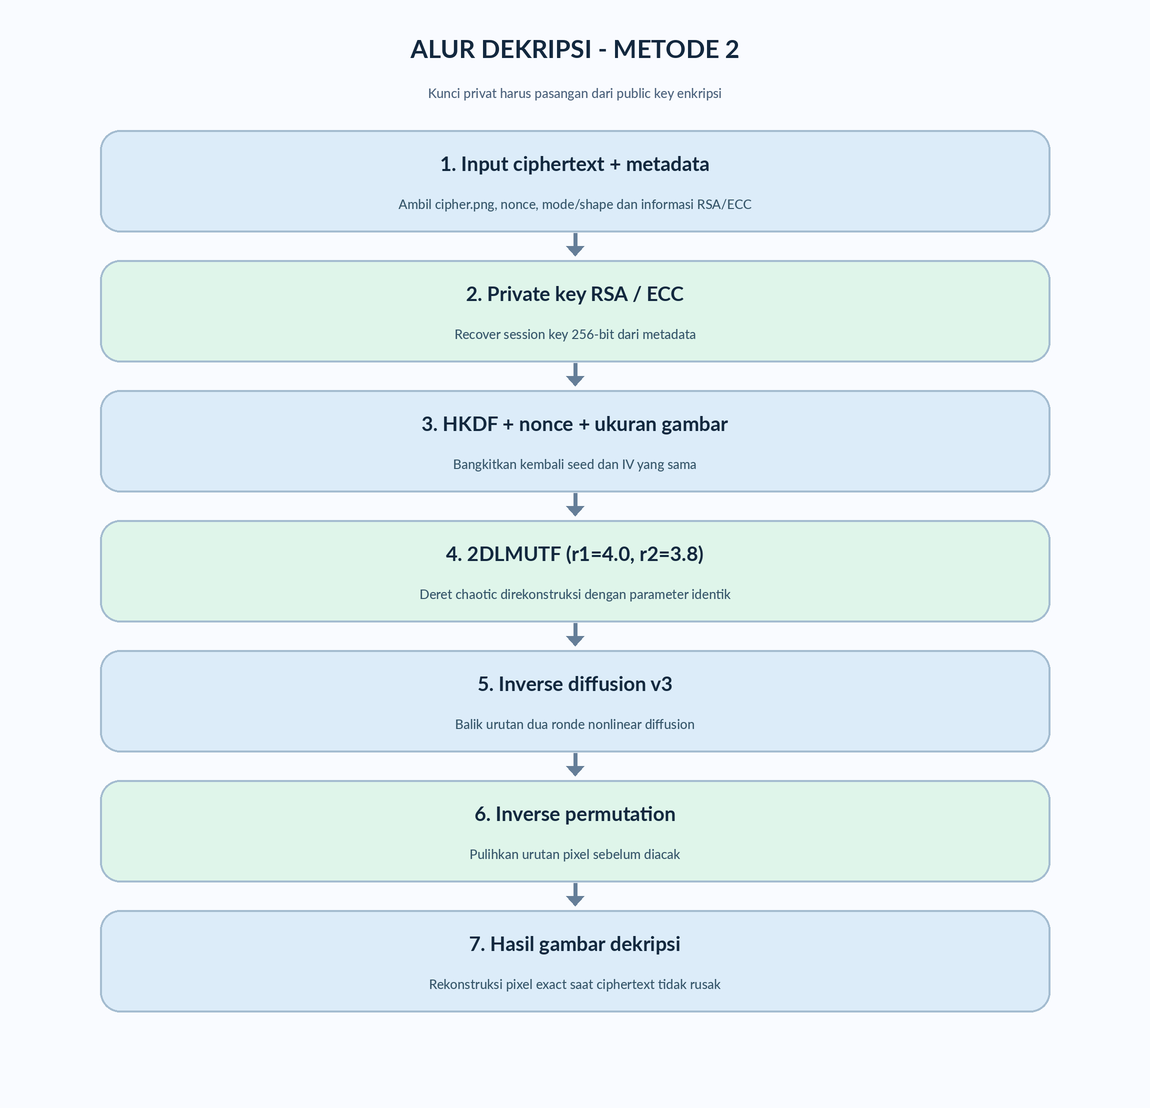 ALUR DEKRIPSI - METODE 2
Kunci privat harus pasangan dari public key enkripsi
1. Input ciphertext + metadata
Ambil cipher.png, nonce, mode/shape dan informasi RSA/ECC
2. Private key RSA / ECC
Recover session key 256-bit dari metadata
3. HKDF + nonce + ukuran gambar
Bangkitkan kembali seed dan IV yang sama
4. 2DLMUTF (r1=4.0, r2=3.8)
Deret chaotic direkonstruksi dengan parameter identik
5. Inverse diffusion v3
Balik urutan dua ronde nonlinear diffusion
6. Inverse permutation
Pulihkan urutan pixel sebelum diacak
7. Hasil gambar dekripsi
Rekonstruksi pixel exact saat ciphertext tidak rusak